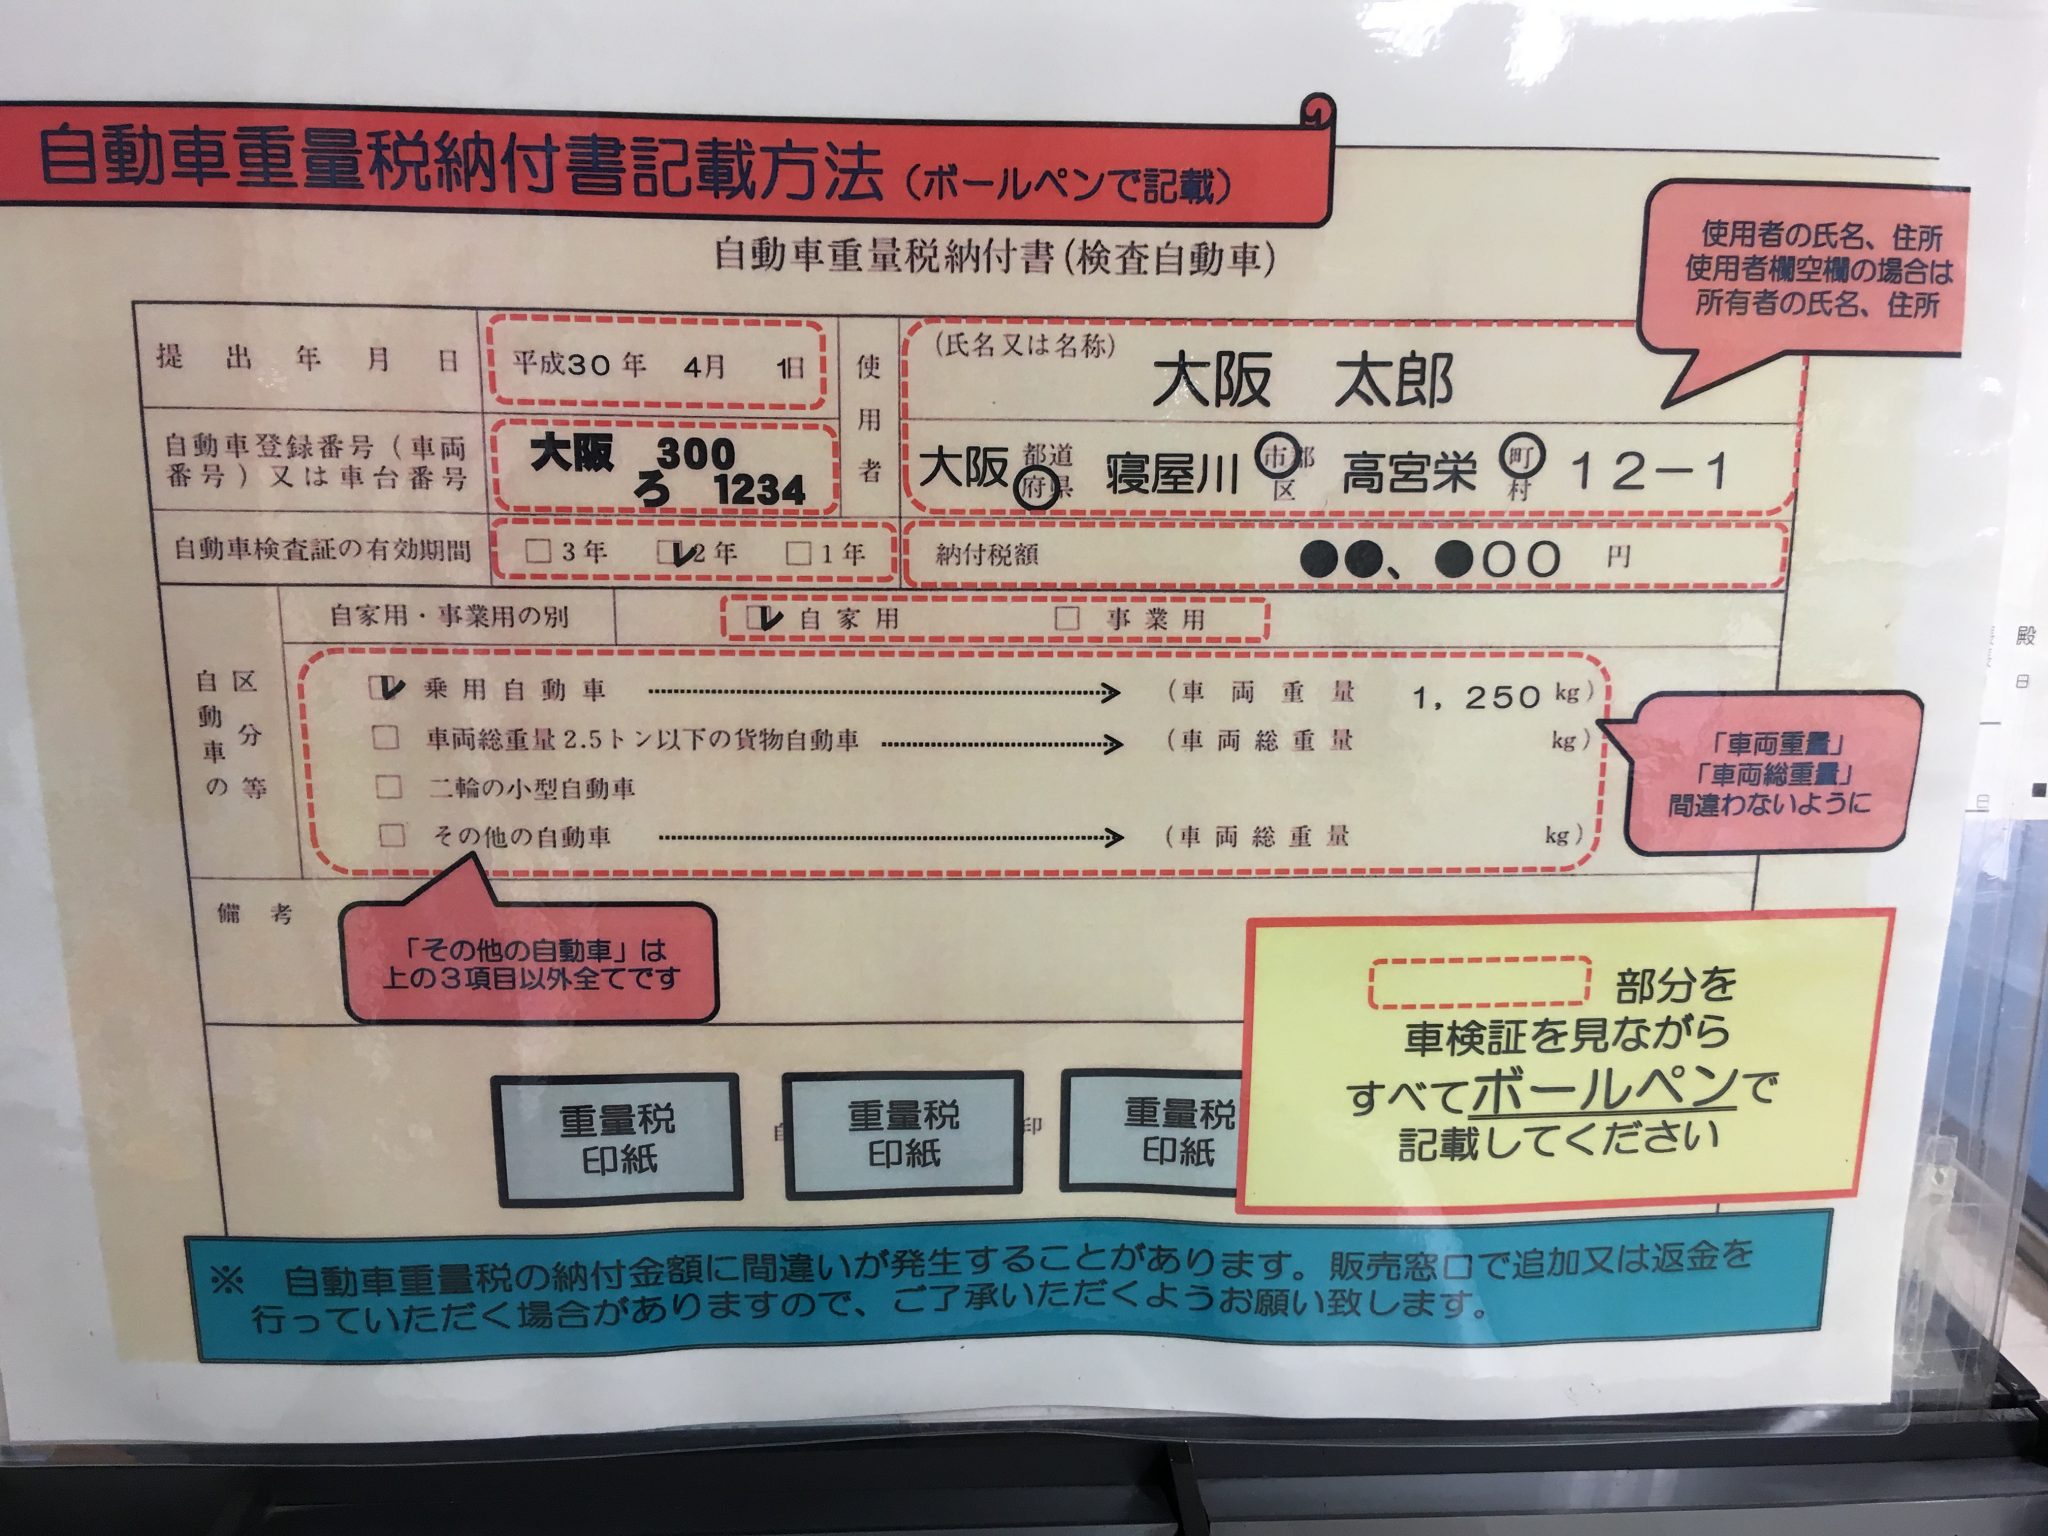 自動車重量税納付書記載方法（ボールペンで記載）
自動車重量税納付書(検査自動車)
使用者の氏名、住所
使用者欄空欄の場合は
所有者の氏名、住所
提出年月日
平成30年 4月 1日
使用者
(氏名又は名称)
大阪 太郎
自動車登録番号(車両
番号)又は車台番号
大阪 300
ろ 1234
大阪 都道府県 寝屋川 市郡区 高宮栄 町村 12-1
自動車検査証の有効期間
□3年 □2年 □1年
納付税額 ●●、●00 円
自動車の区分等
自家用・事業用の別
□自家用 □事業用
□乗用自動車 (車両重量 1,250kg)
□車両総重量2.5トン以下の貨物自動車 (車両総重量 kg)
□二輪の小型自動車
□その他の自動車 (車両総重量 kg)
「車両重量」
「車両総重量」
間違わないように
備考
「その他の自動車」は
上の3項目以外全てです
部分を
車検証を見ながら
すべてボールペンで
記載してください
重量税
印紙
重量税
印紙
印
重量税
印紙
※ 自動車重量税の納付金額に間違いが発生することがあります。販売窓口で追加又は返金を
行っていただく場合がありますので、ご了承いただくようお願い致します。
殿
日
日